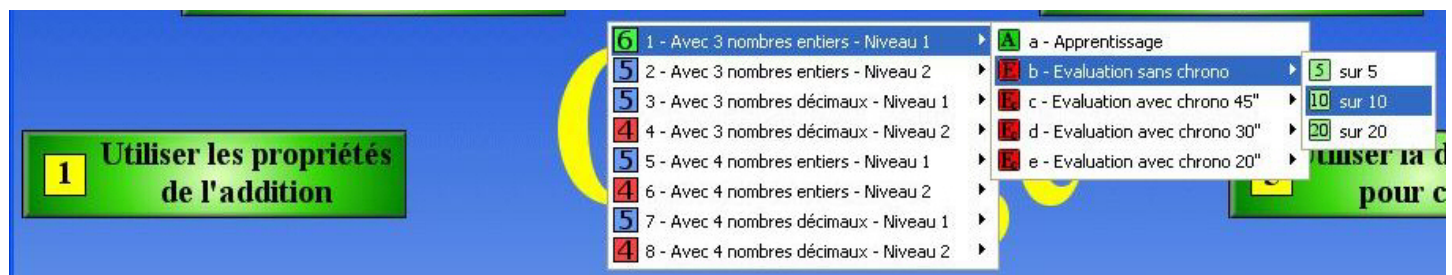 1 Utiliser les propriétés
de l'addition
6 1 - Avec 3 nombres entiers - Niveau 1
5 2 - Avec 3 nombres entiers - Niveau 2
5 3 - Avec 3 nombres décimaux - Niveau 1
4 4 - Avec 3 nombres décimaux - Niveau 2
5 5 - Avec 4 nombres entiers - Niveau 1
4 6 - Avec 4 nombres entiers - Niveau 2
5 7 - Avec 4 nombres décimaux - Niveau 1
4 8 - Avec 4 nombres décimaux - Niveau 2
A a - Apprentissage
E b - Evaluation sans chrono
Ec c - Evaluation avec chrono 45"
Ec d - Evaluation avec chrono 30"
Ec e - Evaluation avec chrono 20"
5 sur 5
10 sur 10
20 sur 20
Utiliser la
pour